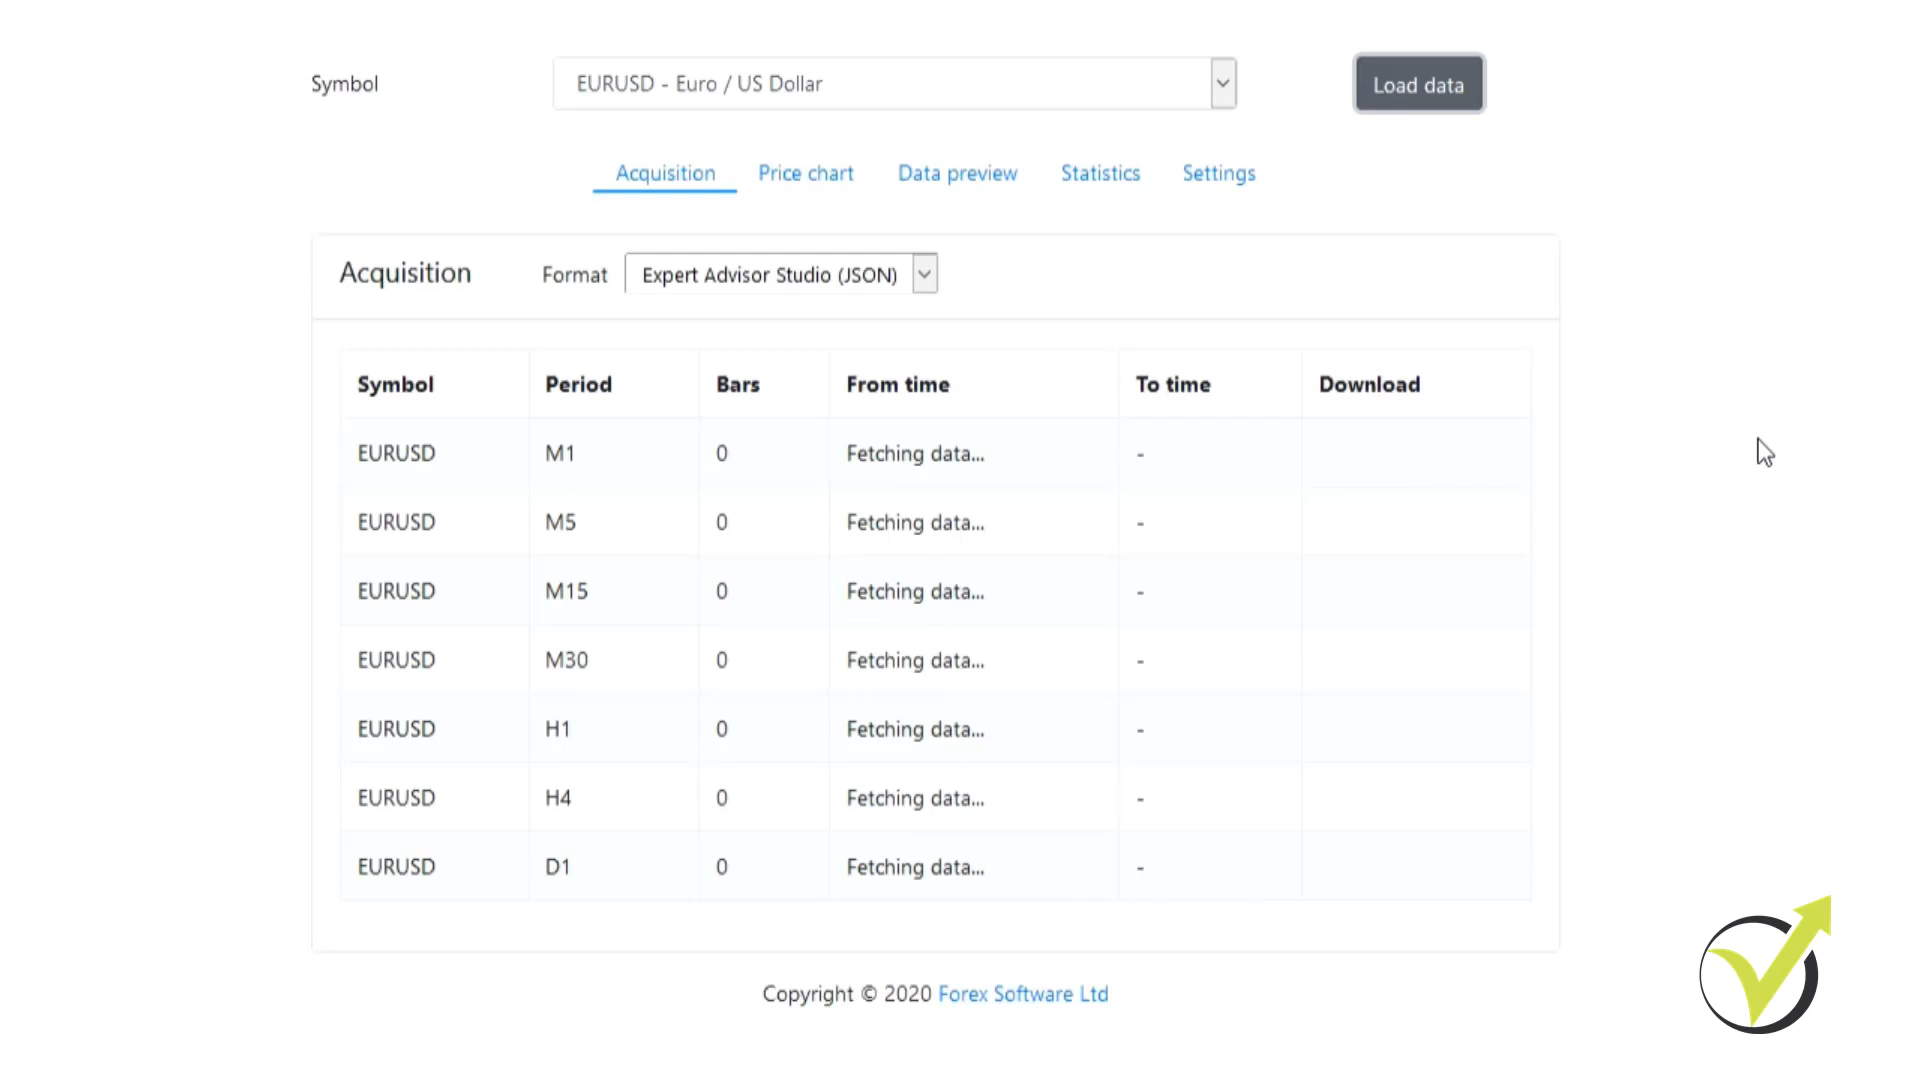 Symbol EURUSD - Euro / US Dollar Load data
Acquisition Price chart Data preview Statistics Settings
Acquisition Format Expert Advisor Studio (JSON)
Symbol Period Bars From time To time Download
EURUSD M1 0 Fetching data... -
EURUSD M5 0 Fetching data... -
EURUSD M15 0 Fetching data... -
EURUSD M30 0 Fetching data... -
EURUSD H1 0 Fetching data... -
EURUSD H4 0 Fetching data... -
EURUSD D1 0 Fetching data... -
Copyright © 2020 Forex Software Ltd